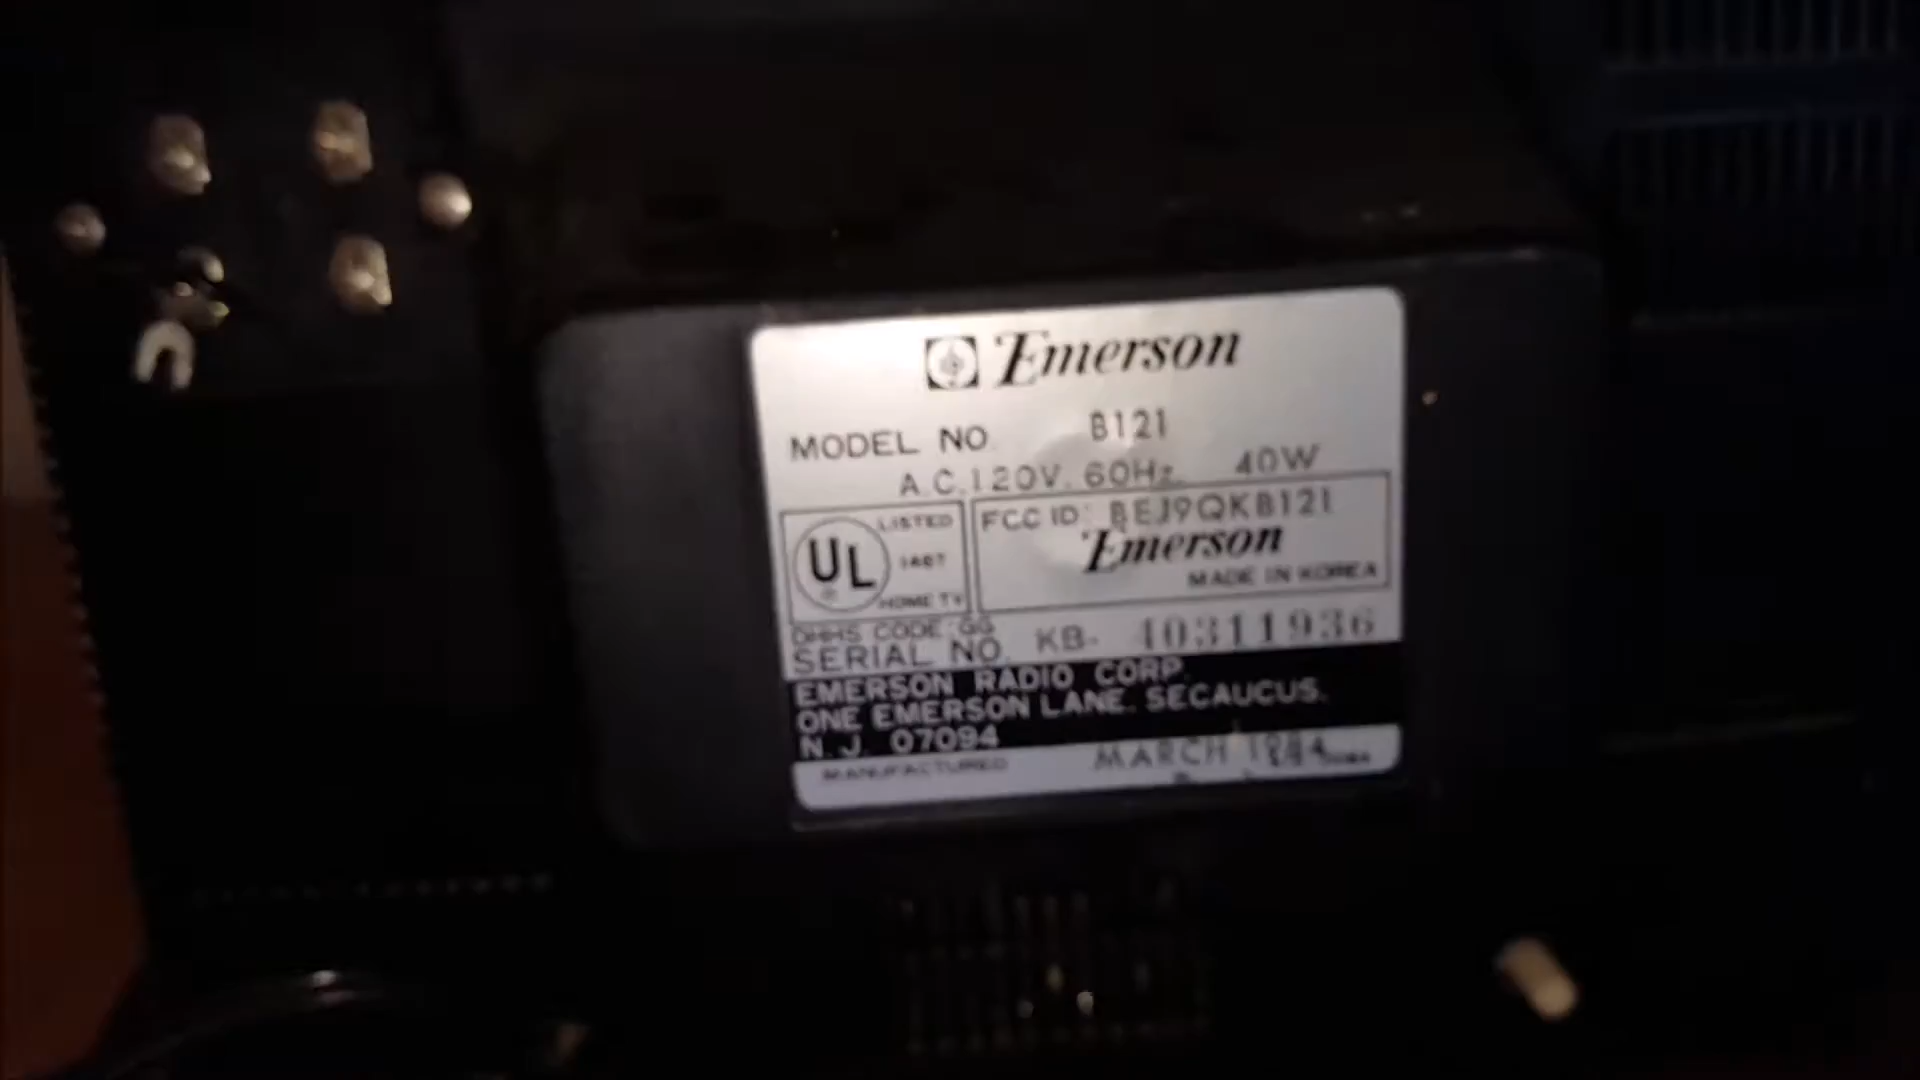 Emerson
MODEL NO. B121
A.C. 120V. 60Hz. 40W
UL
LISTED
HOME TV
FCC ID: BEJ9QKB121
Emerson
MADE IN KOREA
DHHS CODE: GG
SERIAL NO. KB- 40311936
EMERSON RADIO CORP.
ONE EMERSON LANE. SECAUCUS.
N.J. 07094
MANUFACTURED MARCH 1984